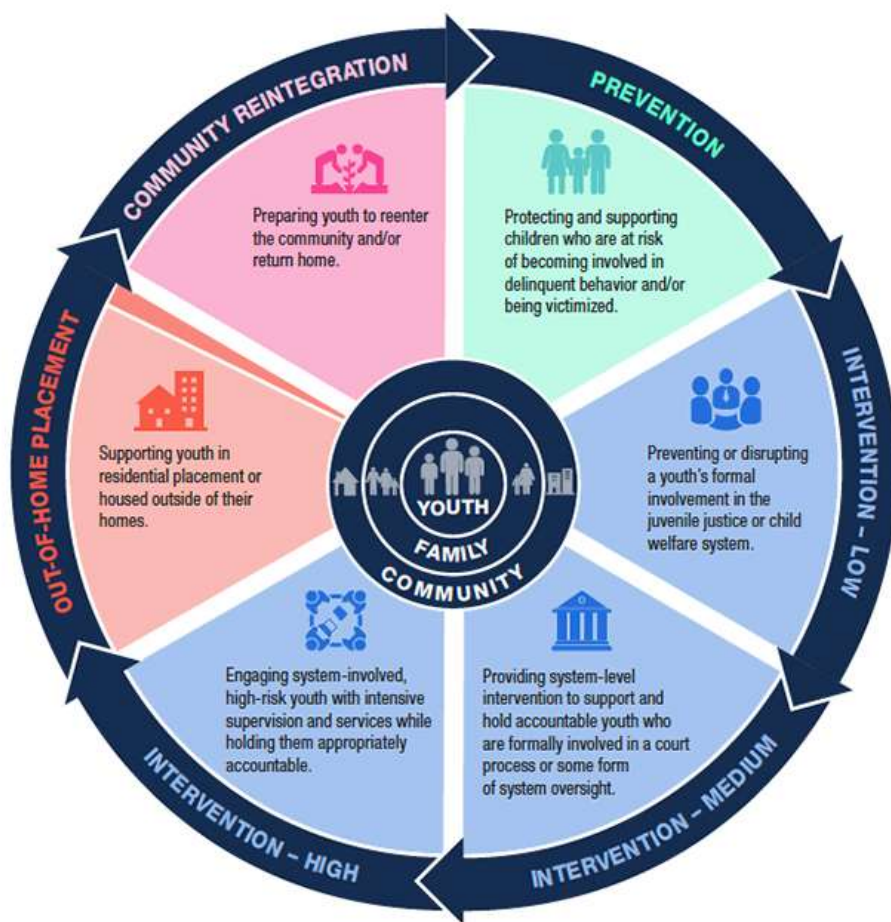 COMMUNITY REINTEGRATION
Preparing youth to reenter
the community and/or
return home.
PREVENTION
Protecting and supporting
children who are at risk
of becoming involved in
delinquent behavior and/or
being victimized.
INTERVENTION – LOW
Preventing or disrupting
a youth's formal
involvement in the
juvenile justice or child
welfare system.
INTERVENTION – MEDIUM
Providing system-level
intervention to support and
hold accountable youth who
are formally involved in a court
process or some form
of system oversight.
INTERVENTION – HIGH
Engaging system-involved,
high-risk youth with intensive
supervision and services while
holding them appropriately
accountable.
OUT-OF-HOME PLACEMENT
Supporting youth in
residential placement or
housed outside of their
homes.
YOUTH
FAMILY
COMMUNITY